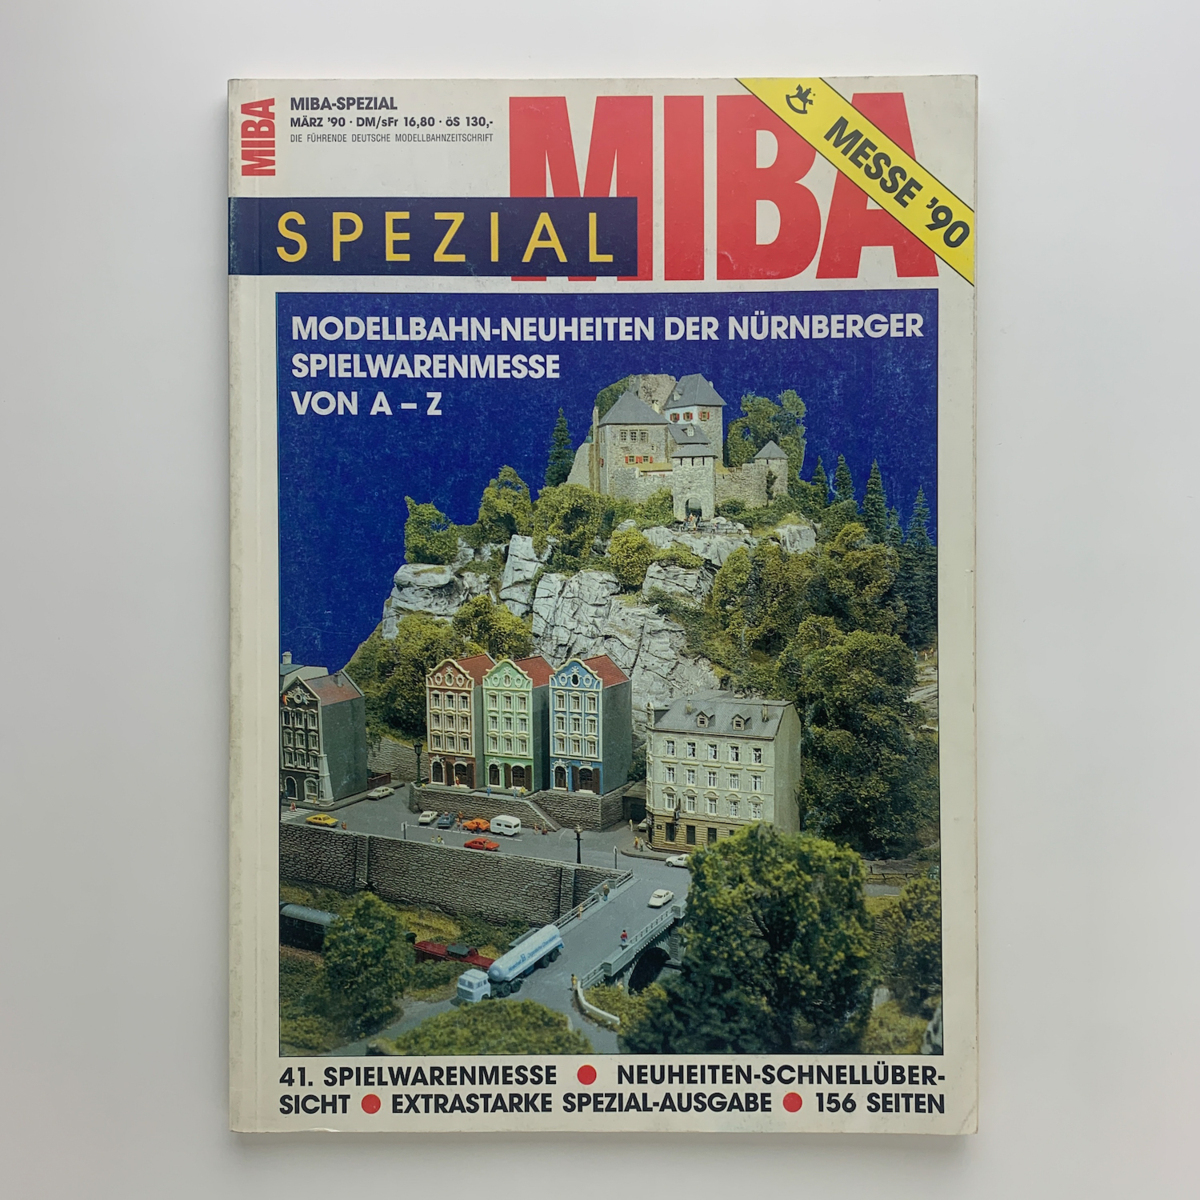 MIBA
MIBA-SPEZIAL
MÄRZ '90 · DM/sFr 16,80 · öS 130,-
DIE FÜHRENDE DEUTSCHE MODELLBAHNZEITSCHRIFT
MIBA
MESSE '90
SPEZIAL
MODELLBAHN-NEUHEITEN DER NÜRNBERGER
SPIELWARENMESSE
VON A – Z
41. SPIELWARENMESSE ● NEUHEITEN-SCHNELLÜBER-
SICHT ● EXTRASTARKE SPEZIAL-AUSGABE ● 156 SEITEN